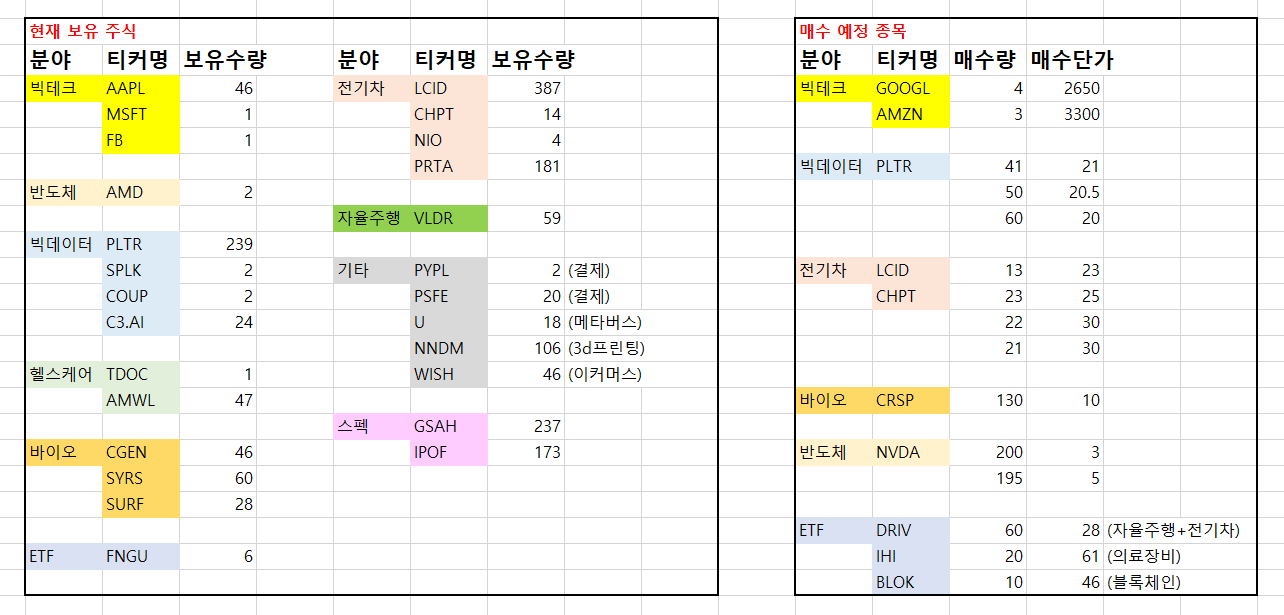 현재 보유 주식
분야 티커명 보유수량 분야 티커명 보유수량
빅테크 AAPL 46 전기차 LCID 387
MSFT 1 CHPT 14
FB 1 NIO 4
PRTA 181
반도체 AMD 2
자율주행 VLDR 59
빅데이터 PLTR 239
SPLK 2 기타 PYPL 2 (결제)
COUP 2 PSFE 20 (결제)
C3.AI 24 U 18 (메타버스)
NNDM 106 (3d프린팅)
헬스케어 TDOC 1 WISH 46 (이커머스)
AMWL 47
스펙 GSAH 237
바이오 CGEN 46 IPOF 173
SYRS 60
SURF 28
ETF FNGU 6
매수 예정 종목
분야 티커명 매수량 매수단가
빅테크 GOOGL 4 2650
AMZN 3 3300
빅데이터 PLTR 41 21
50 20.5
60 20
전기차 LCID 13 23
CHPT 23 25
22 30
21 30
바이오 CRSP 130 10
반도체 NVDA 200 3
195 5
ETF DRIV 60 28 (자율주행+전기차)
IHI 20 61 (의료장비)
BLOK 10 46 (블록체인)